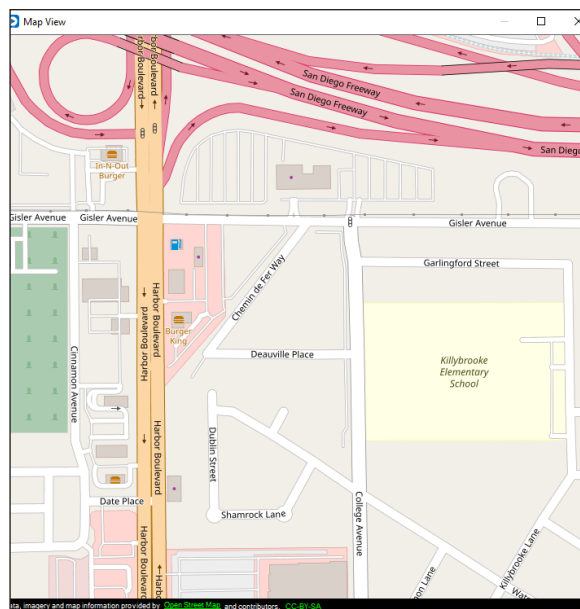 Map View
Harbor Boulevard
Harbor Boulevard
San Diego Freeway
San Diego Freeway
San Diego
In-N-Out
Burger
Gisler Avenue
Gisler Avenue
Gisler Avenue
Garlingford Street
Chemin de Fer Way
Harbor Boulevard
Harbor Boulevard
Burger
King
Deauville Place
Killybrooke
Elementary
School
Cinnamon Avenue
Dublin Street
Harbor Boulevard
Date Place
Shamrock Lane
College Avenue
Harbor Boulevard
Harbor
Killybrooke Lane
on Lane
Wat
ata, imagery and map information provided by Open Street Map and contributors, CC-BY-SA